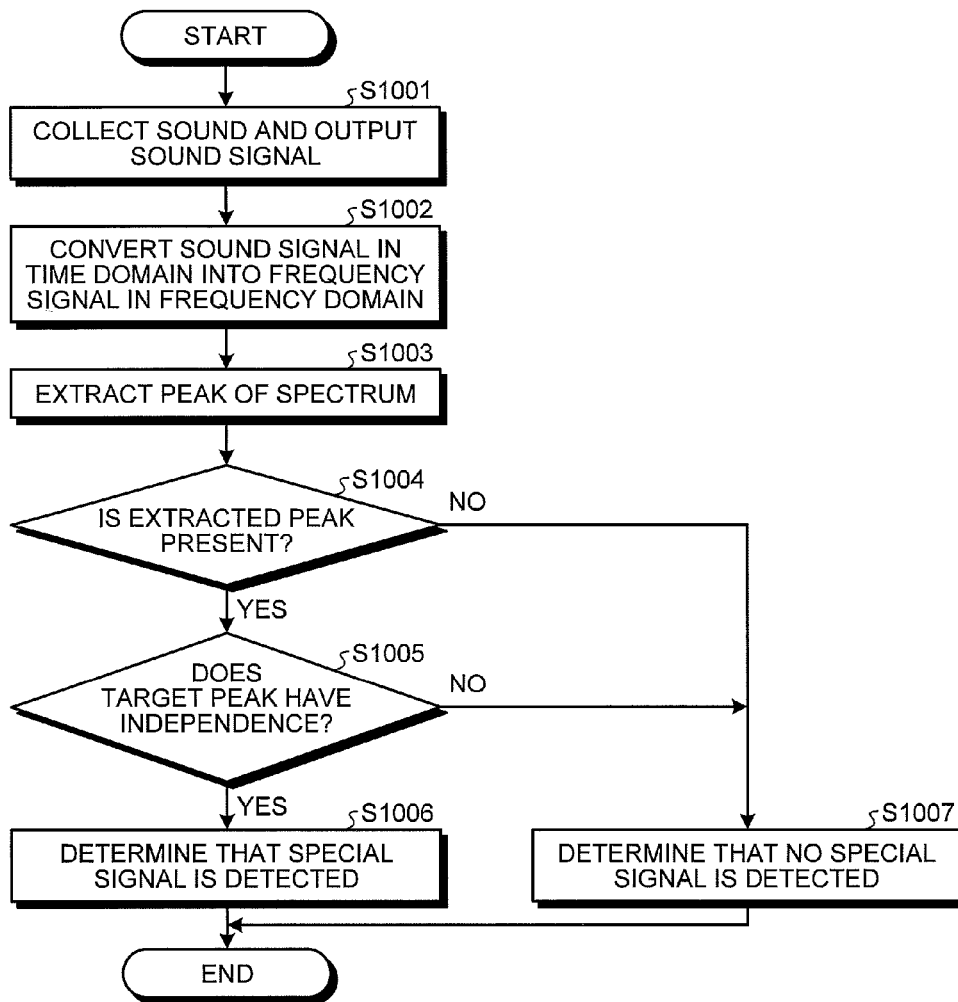 START
S1001
COLLECT SOUND AND OUTPUT
SOUND SIGNAL
S1002
CONVERT SOUND SIGNAL IN
TIME DOMAIN INTO FREQUENCY
SIGNAL IN FREQUENCY DOMAIN
S1003
EXTRACT PEAK OF SPECTRUM
S1004
IS EXTRACTED PEAK
PRESENT?
NO
YES
S1005
DOES
TARGET PEAK HAVE
INDEPENDENCE?
NO
YES
S1006
DETERMINE THAT SPECIAL
SIGNAL IS DETECTED
S1007
DETERMINE THAT NO SPECIAL
SIGNAL IS DETECTED
END